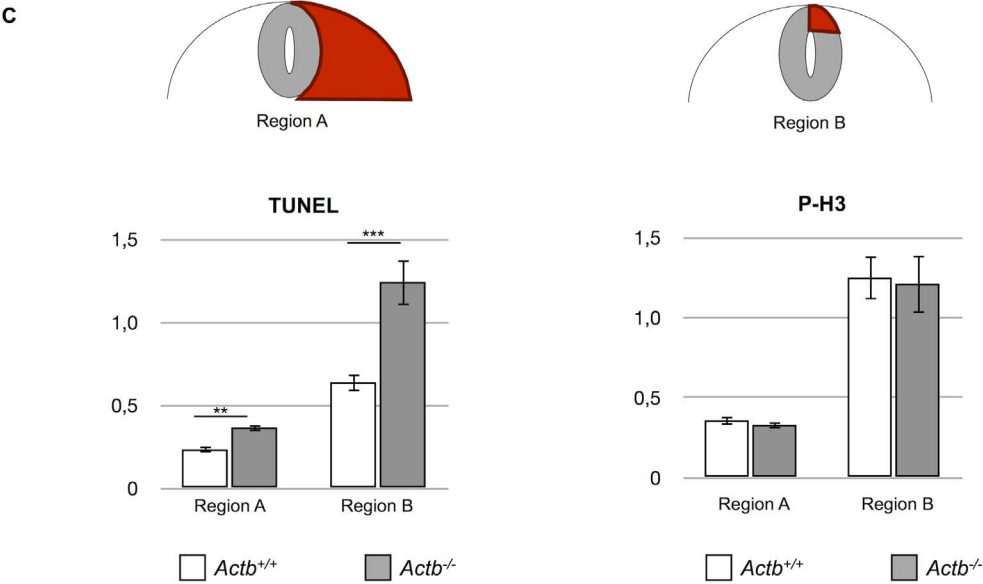 C
Region A
Region B
TUNEL
1,5
1,0
0,5
0
**
***
Region A
Region B
Actb+/+
Actb-/-
P-H3
1,5
1,0
0,5
0
Region A
Region B
Actb+/+
Actb-/-